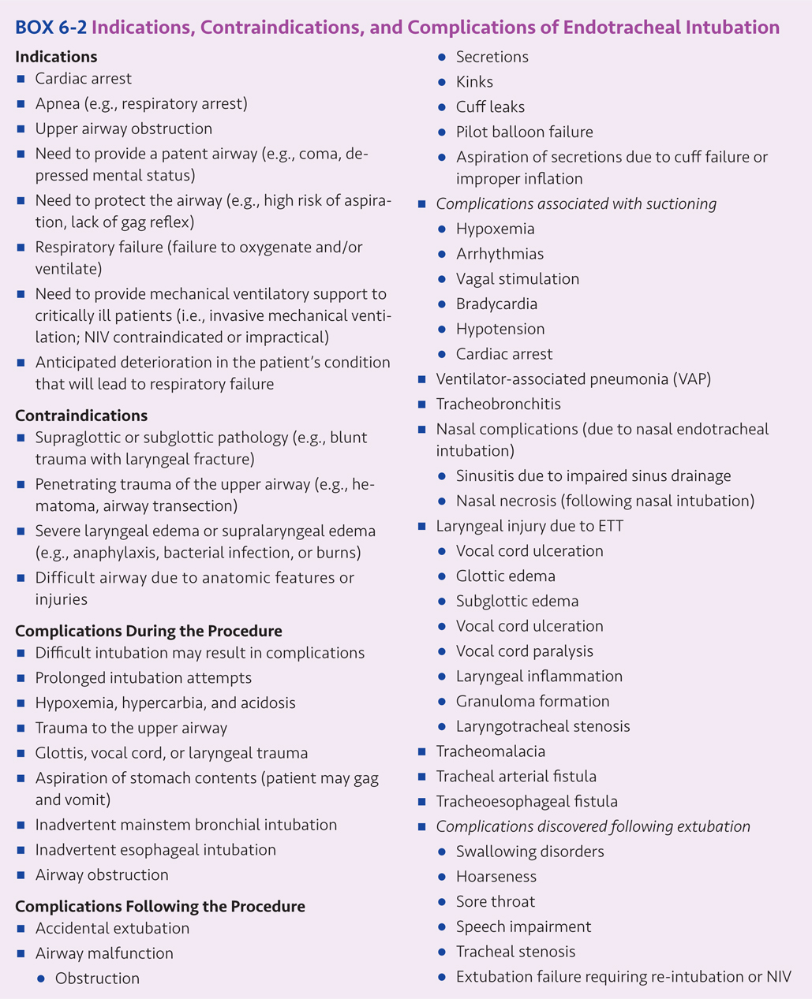 BOX 6-2 Indications, Contraindications, and Complications of Endotracheal Intubation
Indications
■ Cardiac arrest
■ Apnea (e.g., respiratory arrest)
■ Upper airway obstruction
■ Need to provide a patent airway (e.g., coma, de-
pressed mental status)
■ Need to protect the airway (e.g., high risk of aspira-
tion, lack of gag reflex)
■ Respiratory failure (failure to oxygenate and/or
ventilate)
■ Need to provide mechanical ventilatory support to
critically ill patients (i.e., invasive mechanical venti-
lation; NIV contraindicated or impractical)
■ Anticipated deterioration in the patient's condition
that will lead to respiratory failure
Contraindications
■ Supraglottic or subglottic pathology (e.g., blunt
trauma with laryngeal fracture)
■ Penetrating trauma of the upper airway (e.g., he-
matoma, airway transection)
■ Severe laryngeal edema or supralaryngeal edema
(e.g., anaphylaxis, bacterial infection, or burns)
■ Difficult airway due to anatomic features or
injuries
Complications During the Procedure
■ Difficult intubation may result in complications
■ Prolonged intubation attempts
■ Hypoxemia, hypercarbia, and acidosis
■ Trauma to the upper airway
■ Glottis, vocal cord, or laryngeal trauma
■ Aspiration of stomach contents (patient may gag
and vomit)
■ Inadvertent mainstem bronchial intubation
■ Inadvertent esophageal intubation
■ Airway obstruction
Complications Following the Procedure
■ Accidental extubation
■ Airway malfunction
● Obstruction
● Secretions
● Kinks
● Cuff leaks
● Pilot balloon failure
● Aspiration of secretions due to cuff failure or
improper inflation
■ Complications associated with suctioning
● Hypoxemia
● Arrhythmias
● Vagal stimulation
● Bradycardia
● Hypotension
● Cardiac arrest
■ Ventilator-associated pneumonia (VAP)
■ Tracheobronchitis
■ Nasal complications (due to nasal endotracheal
intubation)
● Sinusitis due to impaired sinus drainage
● Nasal necrosis (following nasal intubation)
■ Laryngeal injury due to ETT
● Vocal cord ulceration
● Glottic edema
● Subglottic edema
● Vocal cord ulceration
● Vocal cord paralysis
● Laryngeal inflammation
● Granuloma formation
● Laryngotracheal stenosis
■ Tracheomalacia
■ Tracheal arterial fistula
■ Tracheoesophageal fistula
■ Complications discovered following extubation
● Swallowing disorders
● Hoarseness
● Sore throat
● Speech impairment
● Tracheal stenosis
● Extubation failure requiring re-intubation or NIV